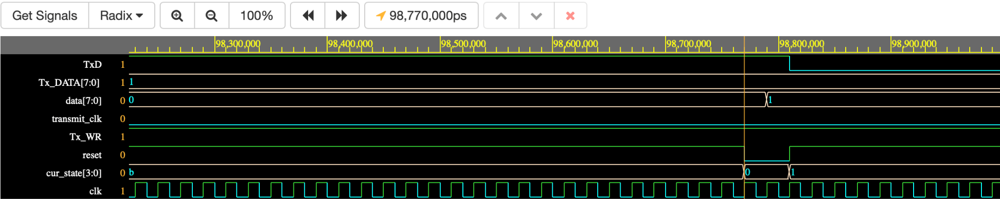 Get Signals Radix 100% 98,770,000ps
98,300,000 98,400,000 98,500,000 98,600,000 98,700,000 98,800,000 98,900,000
TxD 1
Tx_DATA[7:0] 1 1
data[7:0] 0 0 1
transmit_clk 0
Tx_WR 1
reset 0
cur_state[3:0] 0 b 0 1
clk 1